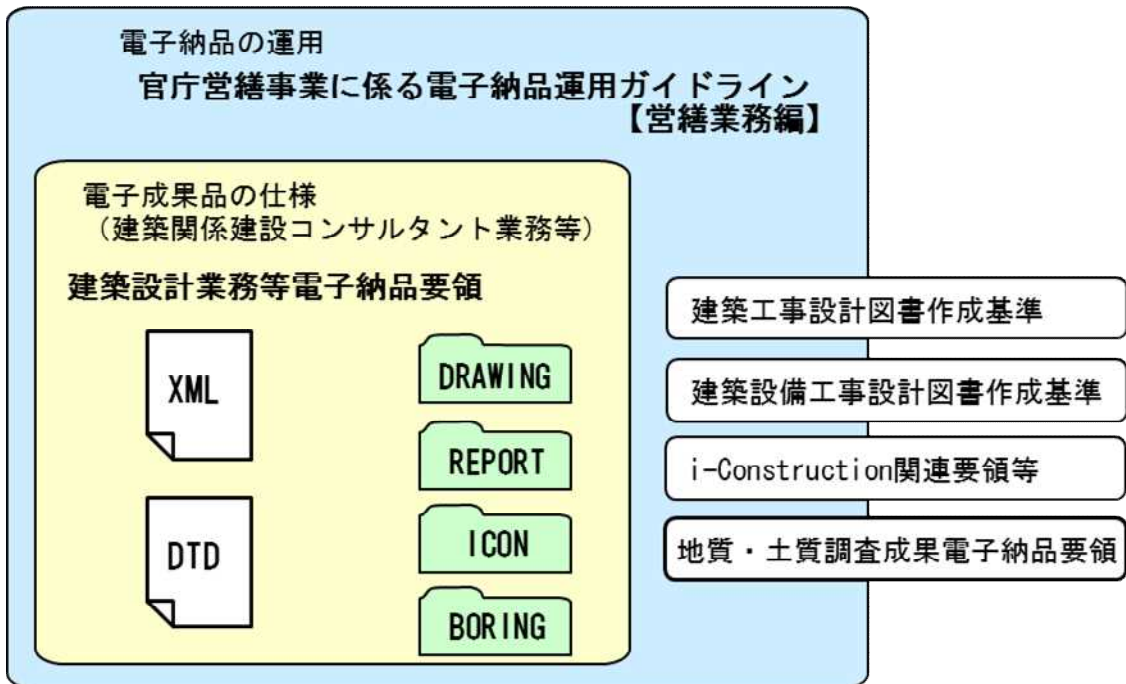 電子納品の運用
官庁営繕事業に係る電子納品運用ガイドライン
【営繕業務編】
電子成果品の仕様
（建築関係建設コンサルタント業務等）
建築設計業務等電子納品要領
XML
DTD
DRAWING
REPORT
ICON
BORING
建築工事設計図書作成基準
建築設備工事設計図書作成基準
i-Construction関連要領等
地質・土質調査成果電子納品要領